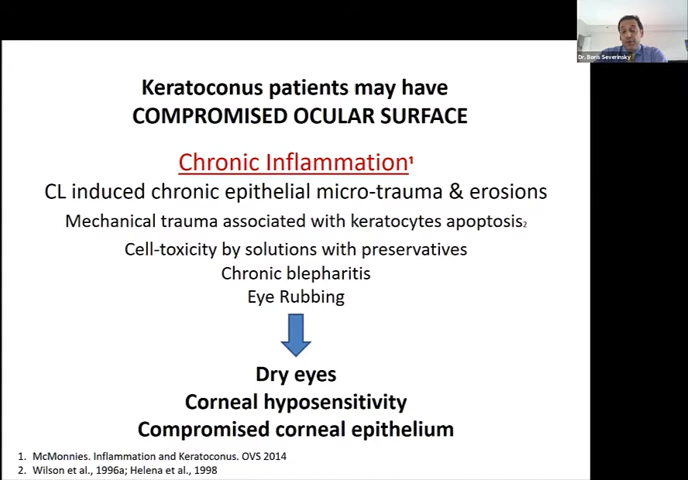 Dr. Boris Severinsky
Keratoconus patients may have
COMPROMISED OCULAR SURFACE
Chronic Inflammation¹
CL induced chronic epithelial micro-trauma & erosions
Mechanical trauma associated with keratocytes apoptosis₂
Cell-toxicity by solutions with preservatives
Chronic blepharitis
Eye Rubbing
Dry eyes
Corneal hyposensitivity
Compromised corneal epithelium
1. McMonnies. Inflammation and Keratoconus. OVS 2014
2. Wilson et al., 1996a; Helena et al., 1998